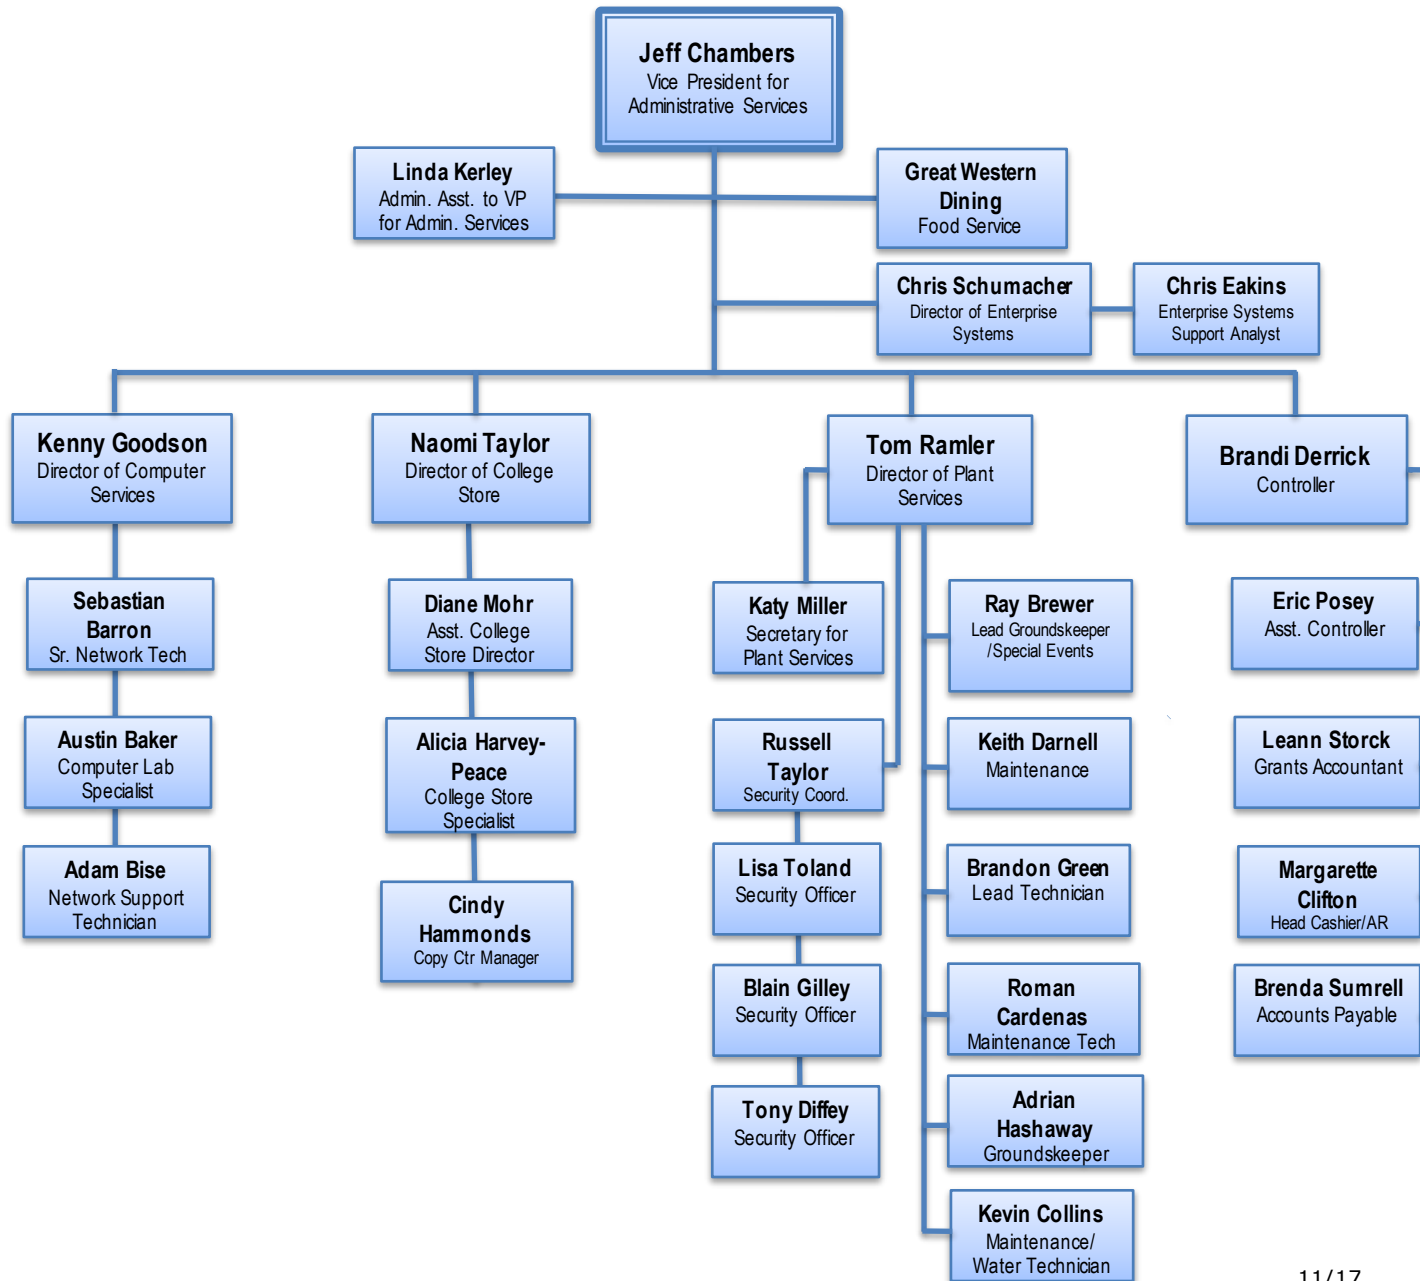 Jeff Chambers
Vice President for
Administrative Services
Linda Kerley
Admin. Asst. to VP
for Admin. Services
Great Western
Dining
Food Service
Chris Schumacher
Director of Enterprise
Systems
Chris Eakins
Enterprise Systems
Support Analyst
Kenny Goodson
Director of Computer
Services
Naomi Taylor
Director of College
Store
Tom Ramler
Director of Plant
Services
Brandi Derrick
Controller
Sebastian
Barron
Sr. Network Tech
Austin Baker
Computer Lab
Specialist
Adam Bise
Network Support
Technician
Diane Mohr
Asst. College
Store Director
Alicia Harvey-
Peace
College Store
Specialist
Cindy
Hammonds
Copy Ctr Manager
Katy Miller
Secretary for
Plant Services
Russell
Taylor
Security Coord.
Lisa Toland
Security Officer
Blain Gilley
Security Officer
Tony Diffey
Security Officer
Ray Brewer
Lead Groundskeeper
/Special Events
Keith Darnell
Maintenance
Brandon Green
Lead Technician
Roman
Cardenas
Maintenance Tech
Adrian
Hashaway
Groundskeeper
Kevin Collins
Maintenance/
Water Technician
Eric Posey
Asst. Controller
Leann Storck
Grants Accountant
Margarette
Clifton
Head Cashier/AR
Brenda Sumrell
Accounts Payable
11/17